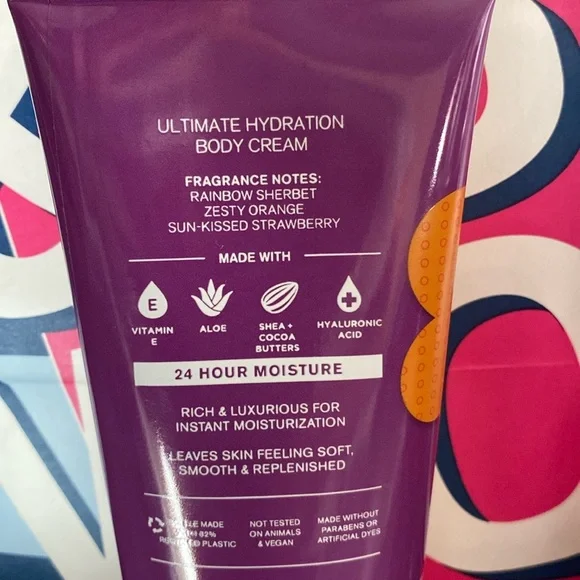 ULTIMATE HYDRATION
BODY CREAM
FRAGRANCE NOTES:
RAINBOW SHERBET
ZESTY ORANGE
SUN-KISSED STRAWBERRY
MADE WITH
E
VITAMIN
E
ALOE
SHEA +
COCOA
BUTTERS
HYALURONIC
ACID
24 HOUR MOISTURE
RICH & LUXURIOUS FOR
INSTANT MOISTURIZATION
LEAVES SKIN FEELING SOFT,
SMOOTH & REPLENISHED
MADE
82%
PLASTIC
NOT TESTED
ON ANIMALS
& VEGAN
MADE WITHOUT
PARABENS OR
ARTIFICIAL DYES